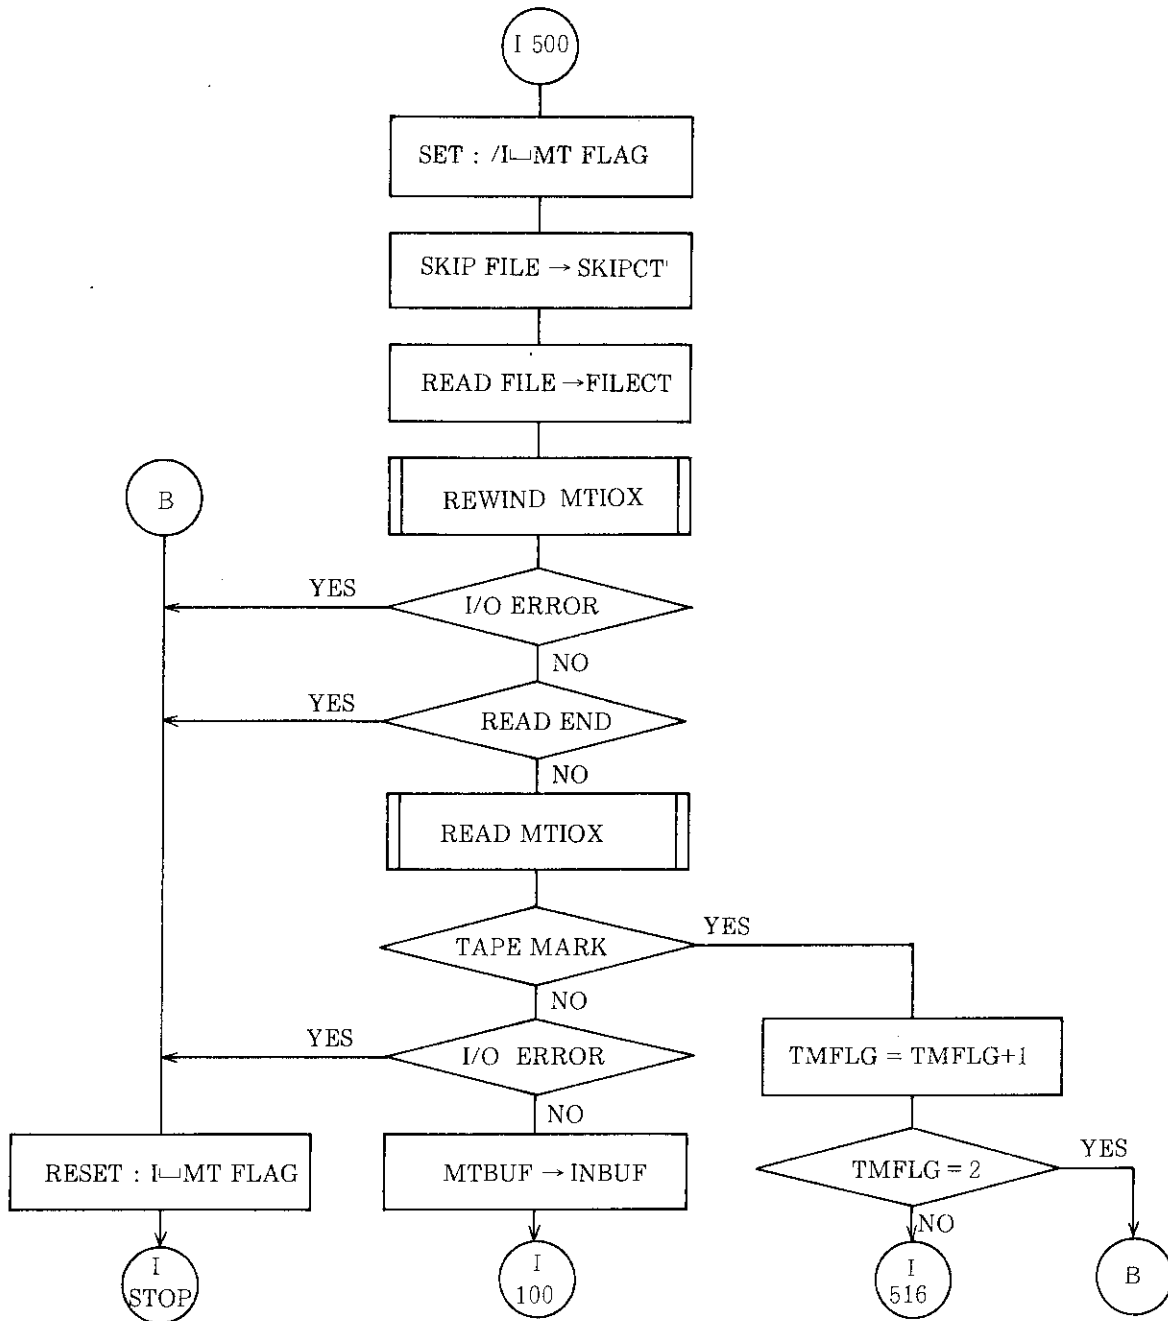 I 500
SET : /I⌴MT FLAG
SKIP FILE → SKIPCT'
READ FILE →FILECT
B
REWIND MTIOX
YES
I/O ERROR
NO
YES
READ END
NO
READ MTIOX
YES
TAPE MARK
NO
YES
I/O ERROR
TMFLG = TMFLG+1
NO
RESET : I⌴MT FLAG
MTBUF → INBUF
TMFLG = 2
YES
NO
I
STOP
I
100
I
516
B